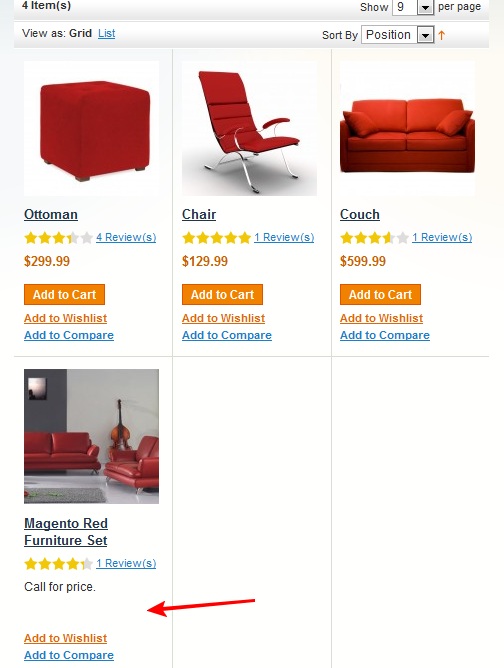 4 Item(s)
Show 9 per page
View as: Grid List
Sort By Position
Ottoman
4 Review(s)
$299.99
Add to Cart
Add to Wishlist
Add to Compare
Chair
1 Review(s)
$129.99
Add to Cart
Add to Wishlist
Add to Compare
Couch
1 Review(s)
$599.99
Add to Cart
Add to Wishlist
Add to Compare
Magento Red
Furniture Set
1 Review(s)
Call for price.
Add to Wishlist
Add to Compare